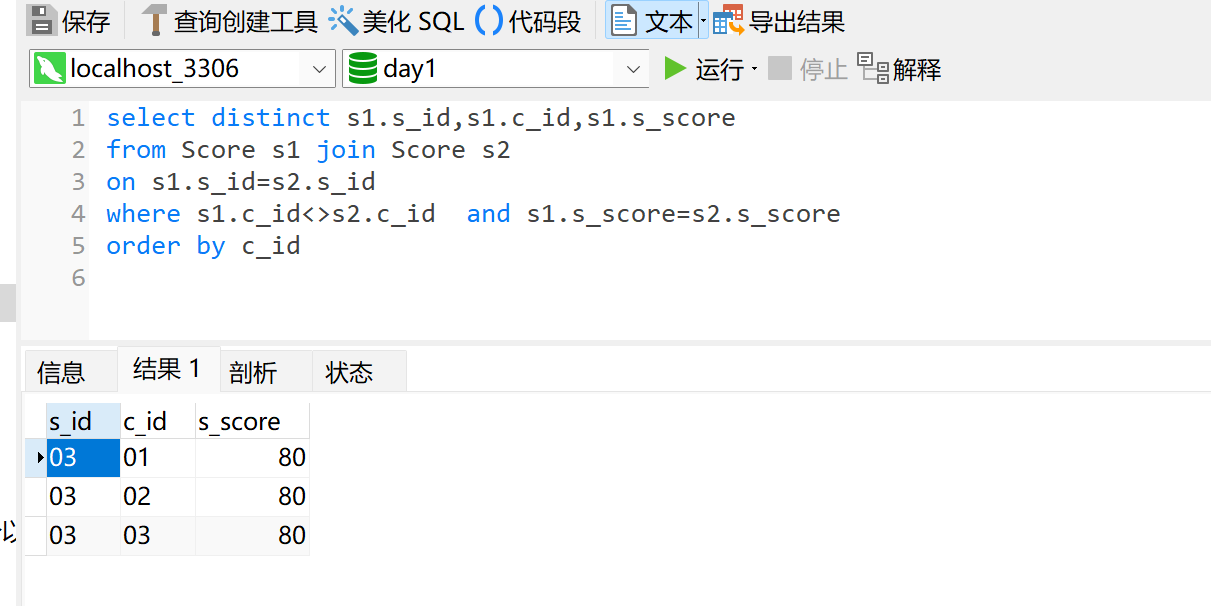 保存 查询创建工具 美化 SQL () 代码段 文本 导出结果
localhost_3306 day1 运行 停止 解释
1 select distinct s1.s_id,s1.c_id,s1.s_score
2 from Score s1 join Score s2
3 on s1.s_id=s2.s_id
4 where s1.c_id<>s2.c_id  and s1.s_score=s2.s_score
5 order by c_id
6
信息 结果 1 剖析 状态
s_id c_id s_score
03 01 80
03 02 80
03 03 80